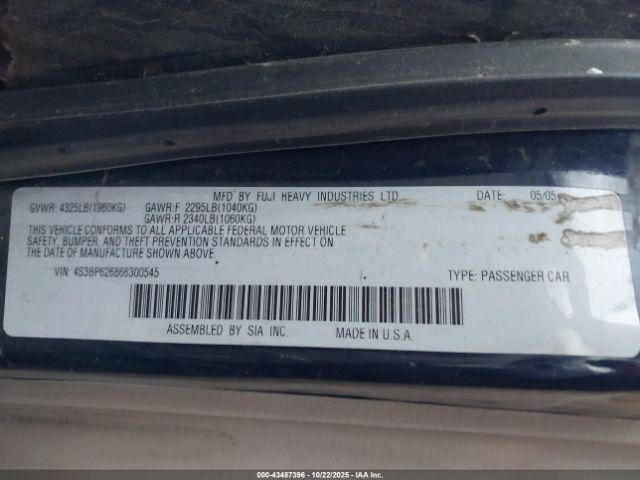 MFD BY FUJI HEAVY INDUSTRIES LTD. DATE: 05/05
GVWR: 4325LB(1960KG) GAWR:F 2295LB(1040KG)
GAWR:R 2340LB(1060KG)
THIS VEHICLE CONFORMS TO ALL APPLICABLE FEDERAL MOTOR VEHICLE
SAFETY, BUMPER, AND THEFT PREVENTION STANDARDS IN EFFECT ON
THE DATE OF MANUFACTURE SHOWN ABOVE.
VIN: 4S3BP626866300545 TYPE: PASSENGER CAR
ASSEMBLED BY SIA INC. MADE IN U.S.A.
000-43487396 - 10/22/2025 - IAAI.com